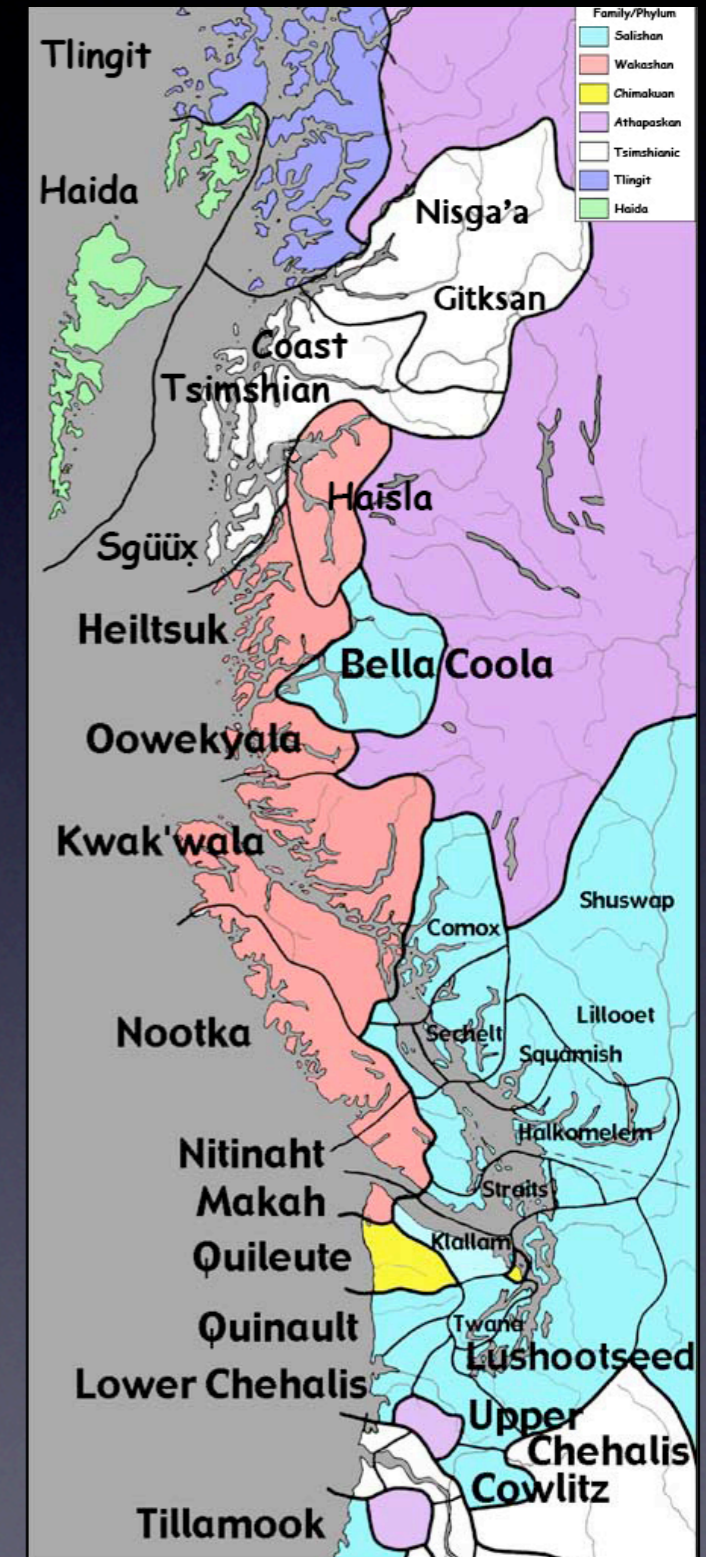 Family/Phylum
Salishan
Wakashan
Chimakuan
Athapaskan
Tsimshianic
Tlingit
Haida
Tlingit
Haida
Nisga'a
Gitksan
Coast
Tsimshian
Haisla
Sgüüx̣
Heiltsuk
Bella Coola
Oowekyala
Kwak'wala
Shuswap
Comox
Lillooet
Nootka
Sechelt
Squamish
Halkomelem
Nitinaht
Straits
Makah
Klallam
Quileute
Twana
Quinault
Lushootseed
Lower Chehalis
Upper
Chehalis
Cowlitz
Tillamook